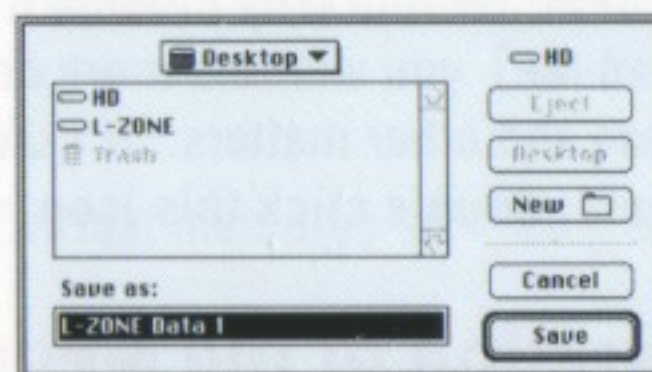 Desktop
HD
HD
L-ZONE
Trash
Eject
Desktop
New
Save as:
L-ZONE Data 1
Cancel
Save